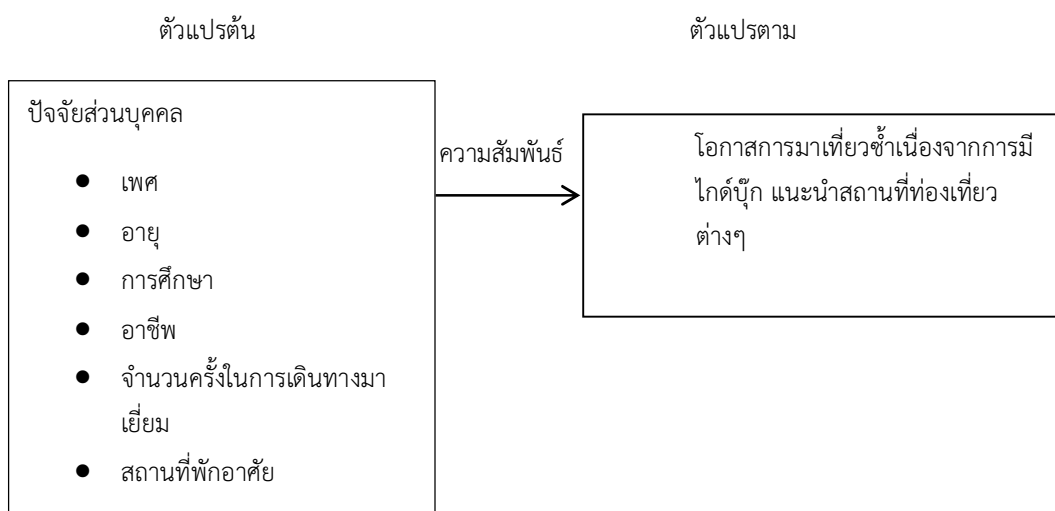 ตัวแปรต้น
ตัวแปรตาม
ปัจจัยส่วนบุคคล
● เพศ
● อายุ
● การศึกษา
● อาชีพ
● จำนวนครั้งในการเดินทางมา
เยี่ยม
● สถานที่พักอาศัย
ความสัมพันธ์
โอกาสการมาเที่ยวซ้ำเนื่องจากการมี
ไกด์บุ๊ก แนะนำสถานที่ท่องเที่ยว
ต่างๆ